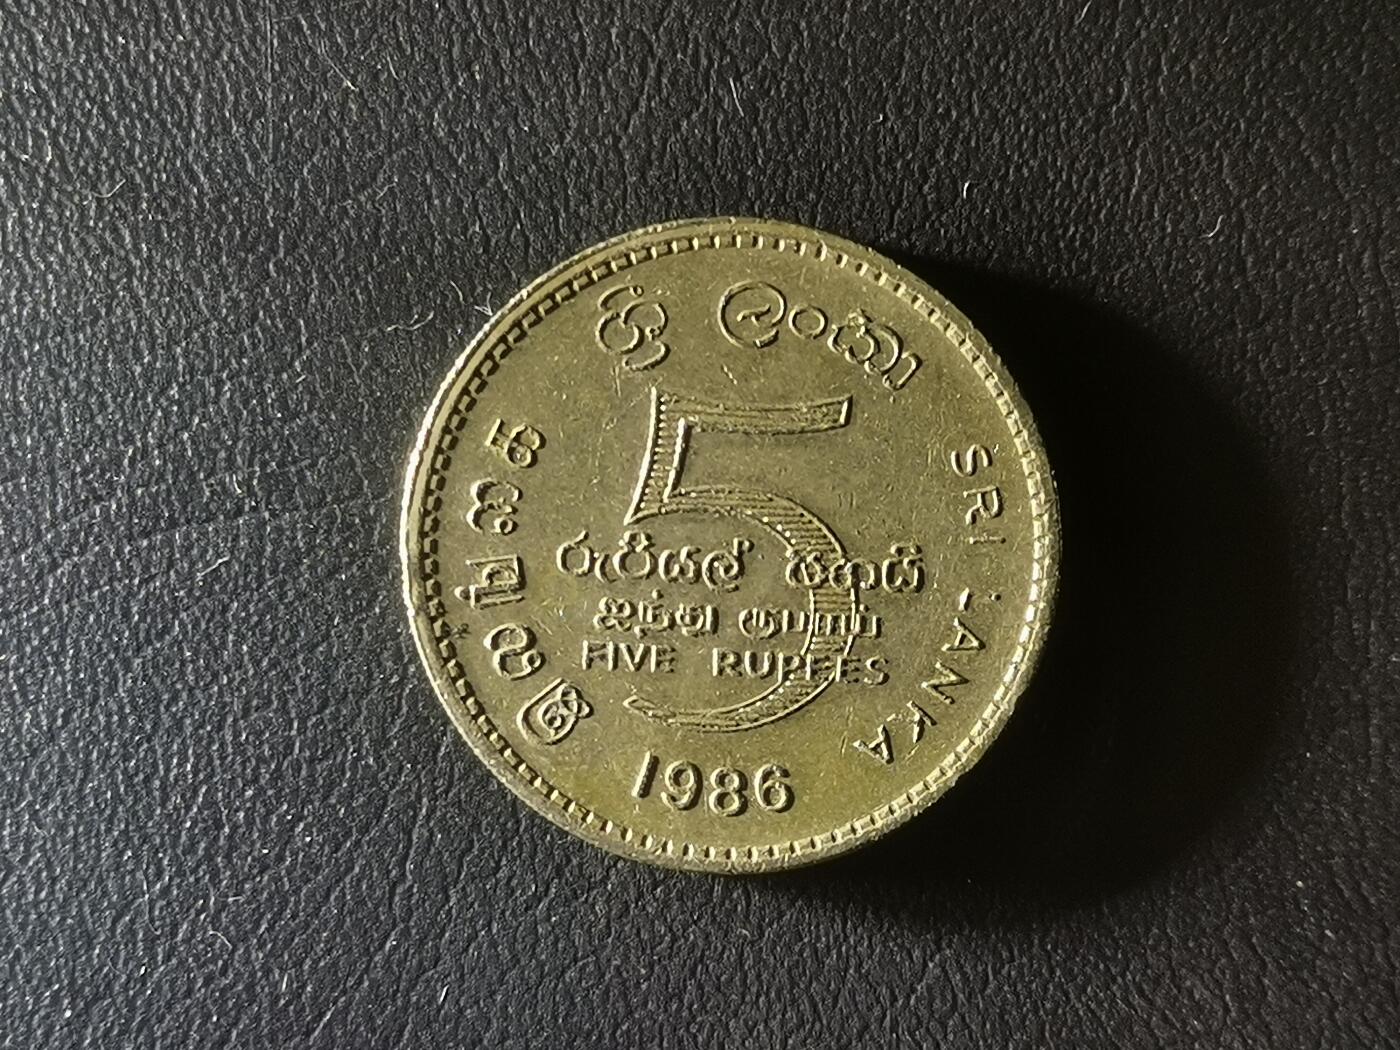 ශ්‍රී ලංකා
இலங்கை
SRI LANKA
5
රුපියල් පහයි
ஐந்து ரூபாய்
FIVE RUPEES
1986